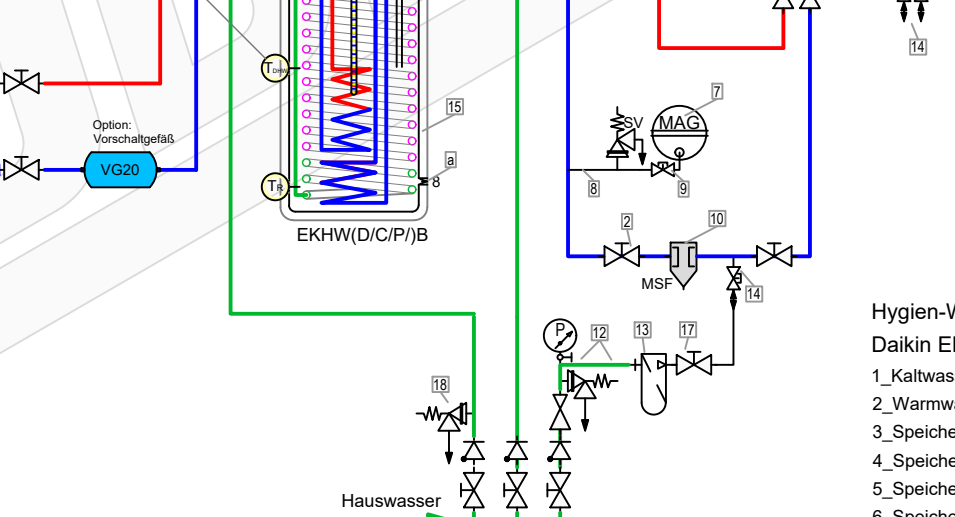 14
T DHW
7
15
SV
MAG
Option:
Vorschaltgefäß
VG20
a
8
TR
8
9
EKHW(D/C/P/)B
2
10
MSF
14
P
12
13
17
18
Hygien-W
Daikin E
1_Kaltwas
2_Warmwa
3_Speiche
4_Speiche
5_Speiche
Hauswasser